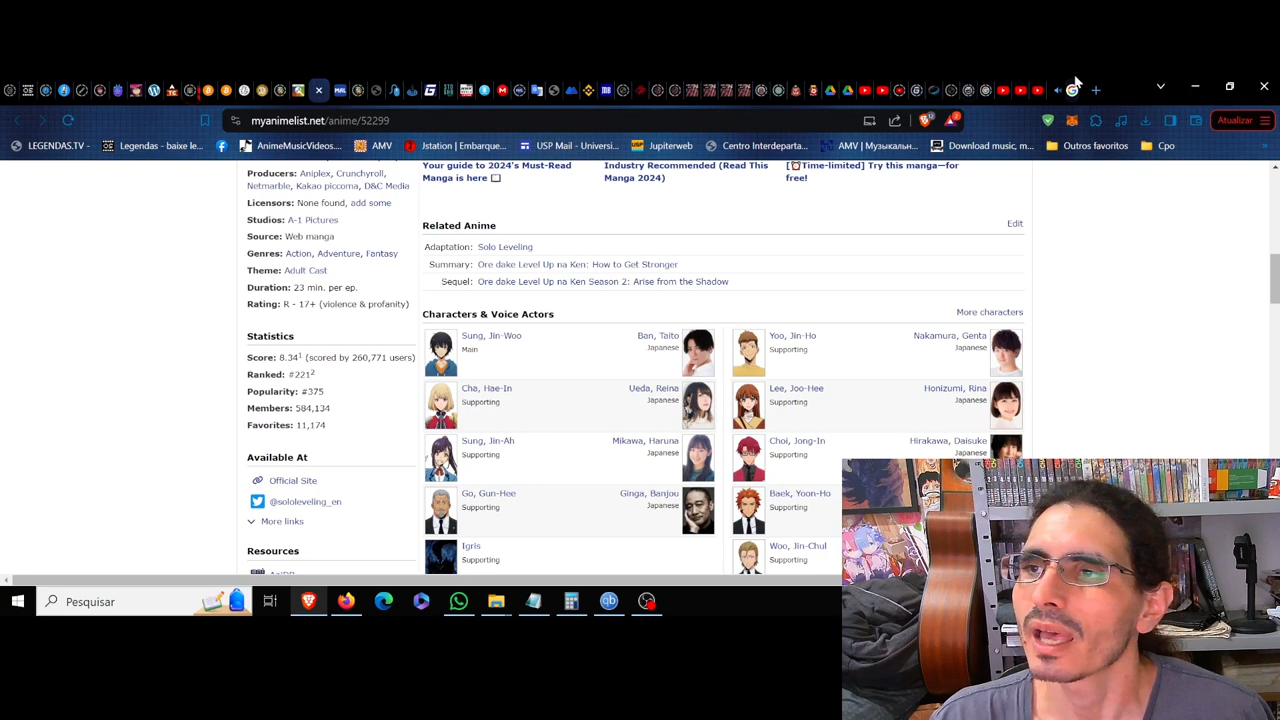 myanimelist.net/anime/52299
Atualizar
LEGENDAS.TV -
Legendas - baixe le...
AnimeMusicVideos....
AMV
Jstation | Embarque...
USP Mail - Universi...
Jupiterweb
Centro Interdeparta...
AMV | Музыкальн...
Download music, m...
Outros favoritos
Cpo
Producers: Aniplex, Crunchyroll,
Netmarble, Kakao piccoma, D&C Media
Licensors: None found, add some
Studios: A-1 Pictures
Source: Web manga
Genres: Action, Adventure, Fantasy
Theme: Adult Cast
Duration: 23 min. per ep.
Rating: R - 17+ (violence & profanity)
Statistics
Score: 8.34¹ (scored by 260,771 users)
Ranked: #221²
Popularity: #375
Members: 584,134
Favorites: 11,174
Available At
Official Site
@sololeveling_en
More links
Resources
Your guide to 2024's Must-Read
Manga is here
Industry Recommended (Read This
Manga 2024)
[⏰Time-limited] Try this manga—for
free!
Related Anime
Edit
Adaptation: Solo Leveling
Summary: Ore dake Level Up na Ken: How to Get Stronger
Sequel: Ore dake Level Up na Ken Season 2: Arise from the Shadow
Characters & Voice Actors
More characters
Sung, Jin-Woo
Main
Ban, Taito
Japanese
Yoo, Jin-Ho
Supporting
Nakamura, Genta
Japanese
Cha, Hae-In
Supporting
Ueda, Reina
Japanese
Lee, Joo-Hee
Supporting
Honizumi, Rina
Japanese
Sung, Jin-Ah
Supporting
Mikawa, Haruna
Japanese
Choi, Jong-In
Supporting
Hirakawa, Daisuke
Japanese
Go, Gun-Hee
Supporting
Ginga, Banjou
Japanese
Baek, Yoon-Ho
Supporting
Igris
Supporting
Woo, Jin-Chul
Supporting
Pesquisar